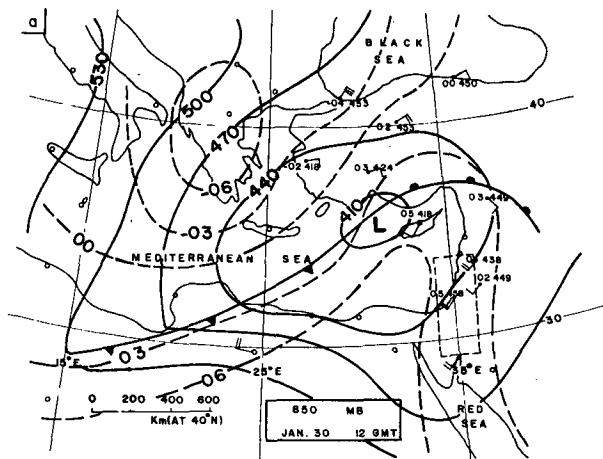 a
BLACK
SEA
530
500
470
440
410
-04 453
00 450
02 453
-02 418
03 424
03 449
05 418
L
-06
-03
00
40
MEDITERRANEAN SEA
438
02 449
05 438
30
03
06
15°E
25°E
35°E
0 200 400 600
Km(AT 40°N)
850 MB
JAN. 30 12 GMT
RED
SEA